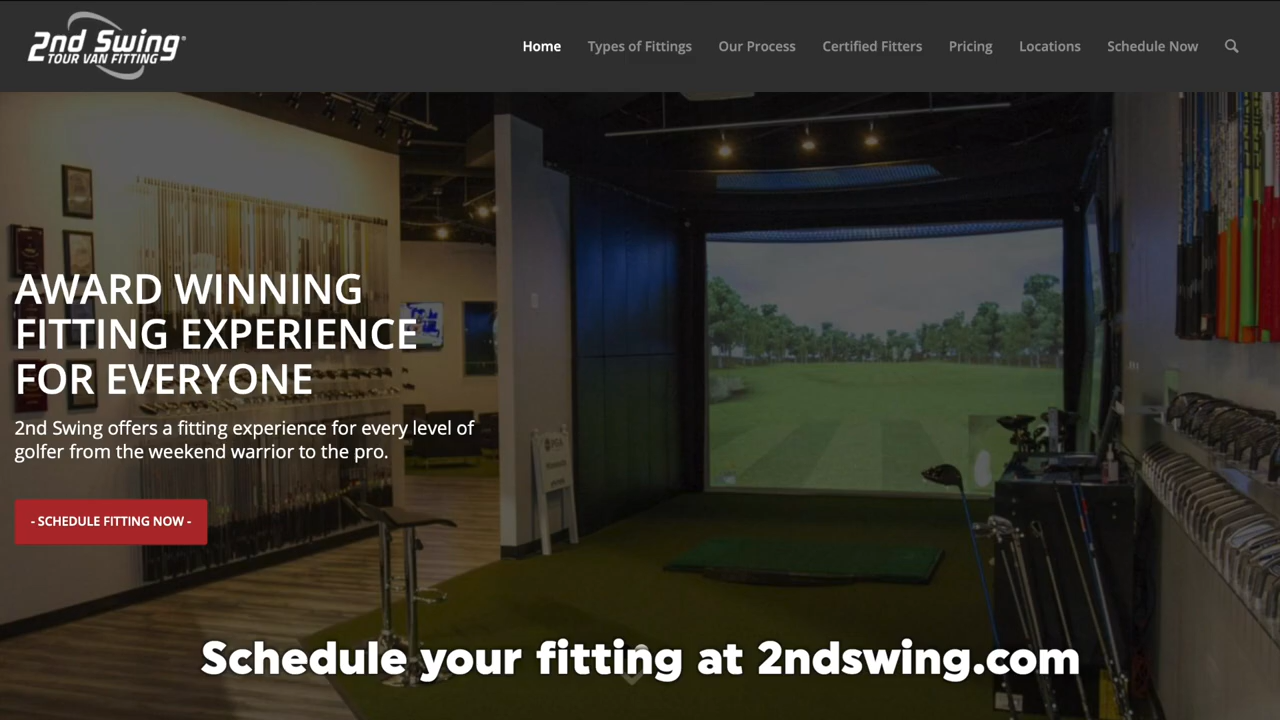 2nd Swing®
TOUR VAN FITTING
Home
Types of Fittings
Our Process
Certified Fitters
Pricing
Locations
Schedule Now
AWARD WINNING
FITTING EXPERIENCE
FOR EVERYONE
2nd Swing offers a fitting experience for every level of
golfer from the weekend warrior to the pro.
- SCHEDULE FITTING NOW -
PGA
Schedule your fitting at 2ndswing.com